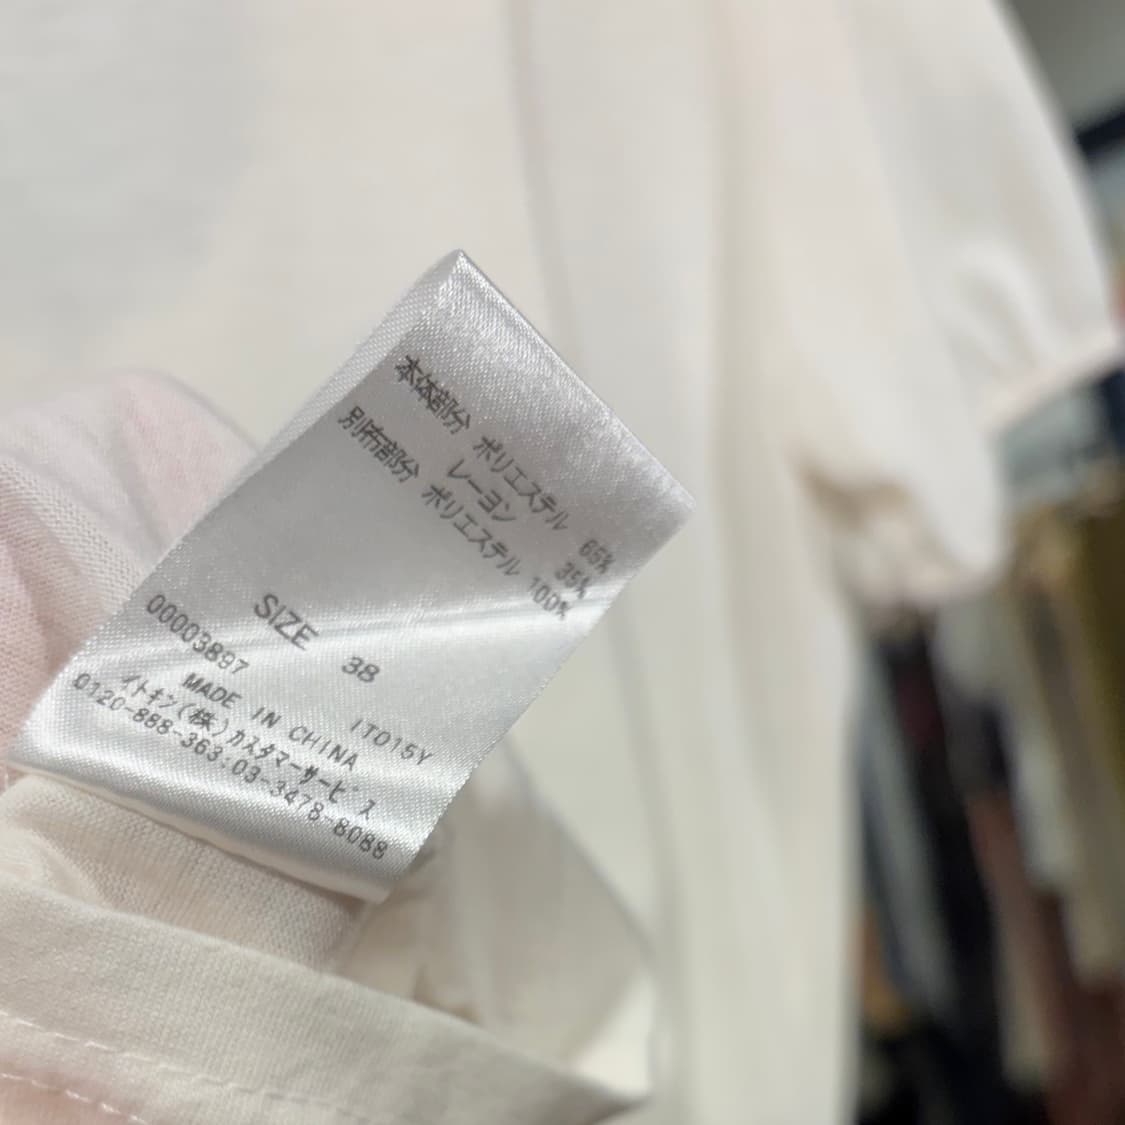 本体部分 ポリエステル 65%
レーヨン 35%
別布部分 ポリエステル 100%
SIZE 38
00003897 IT015Y
MADE IN CHINA
イトキン(株)カスタマーサービス
0120-888-363:03-3478-8088